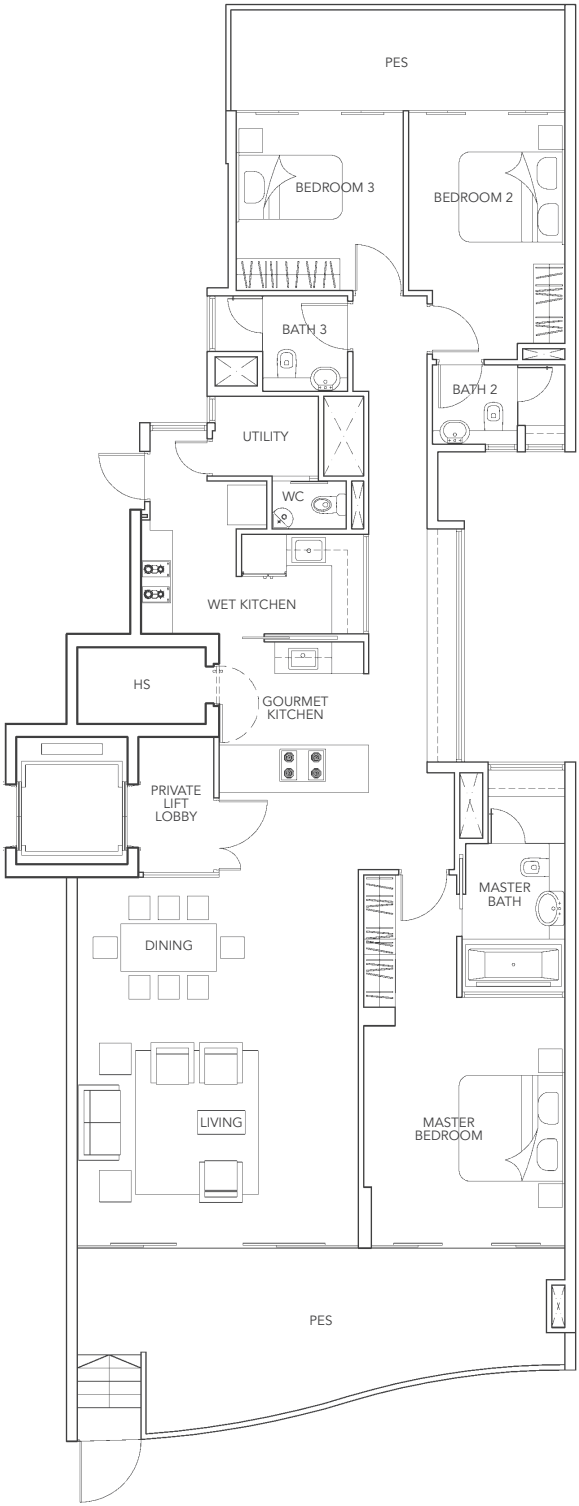 PES
BEDROOM 3
BEDROOM 2
BATH 3
BATH 2
UTILITY
WC
WET KITCHEN
HS
GOURMET
KITCHEN
PRIVATE
LIFT
LOBBY
MASTER
BATH
DINING
LIVING
MASTER
BEDROOM
PES